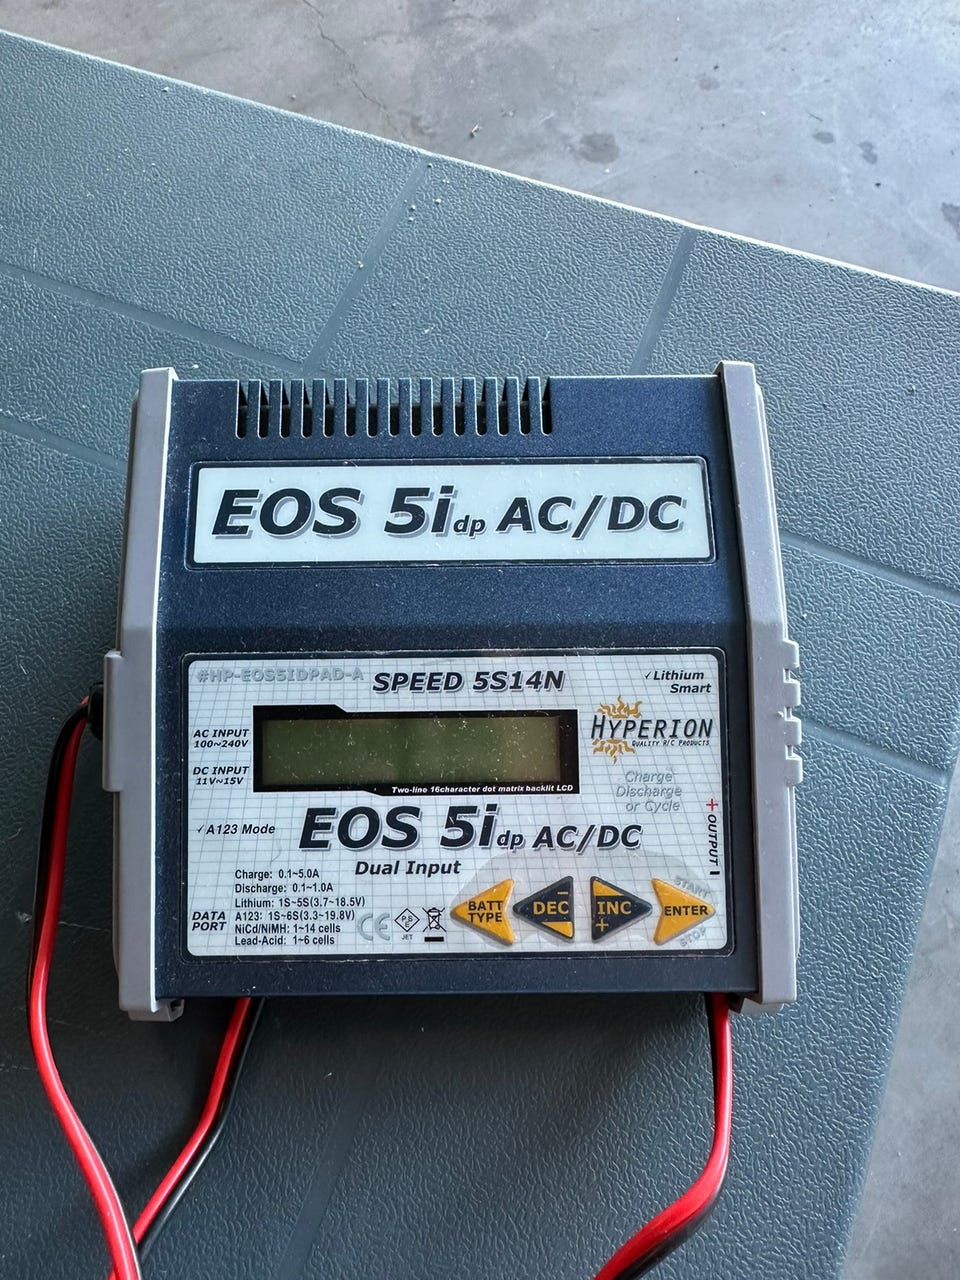 EOS 5idp AC/DC
#HP-EOS5IDPAD-A
SPEED 5S14N
✓Lithium
Smart
AC INPUT
100~240V
DC INPUT
11V~15V
HYPERION
QUALITY R/C PRODUCTS
Two-line 16character dot matrix backlit LCD
Charge
Discharge
or Cycle
✓A123 Mode
EOS 5idp AC/DC
Dual Input
+ OUTPUT -
Charge: 0.1~5.0A
Discharge: 0.1~1.0A
Lithium: 1S~5S(3.7~18.5V)
A123: 1S~6S(3.3~19.8V)
NiCd/NiMH: 1~14 cells
Lead-Acid: 1~6 cells
DATA
PORT
CE
PSE
JET
BATT
TYPE
DEC -
INC +
START
ENTER
STOP